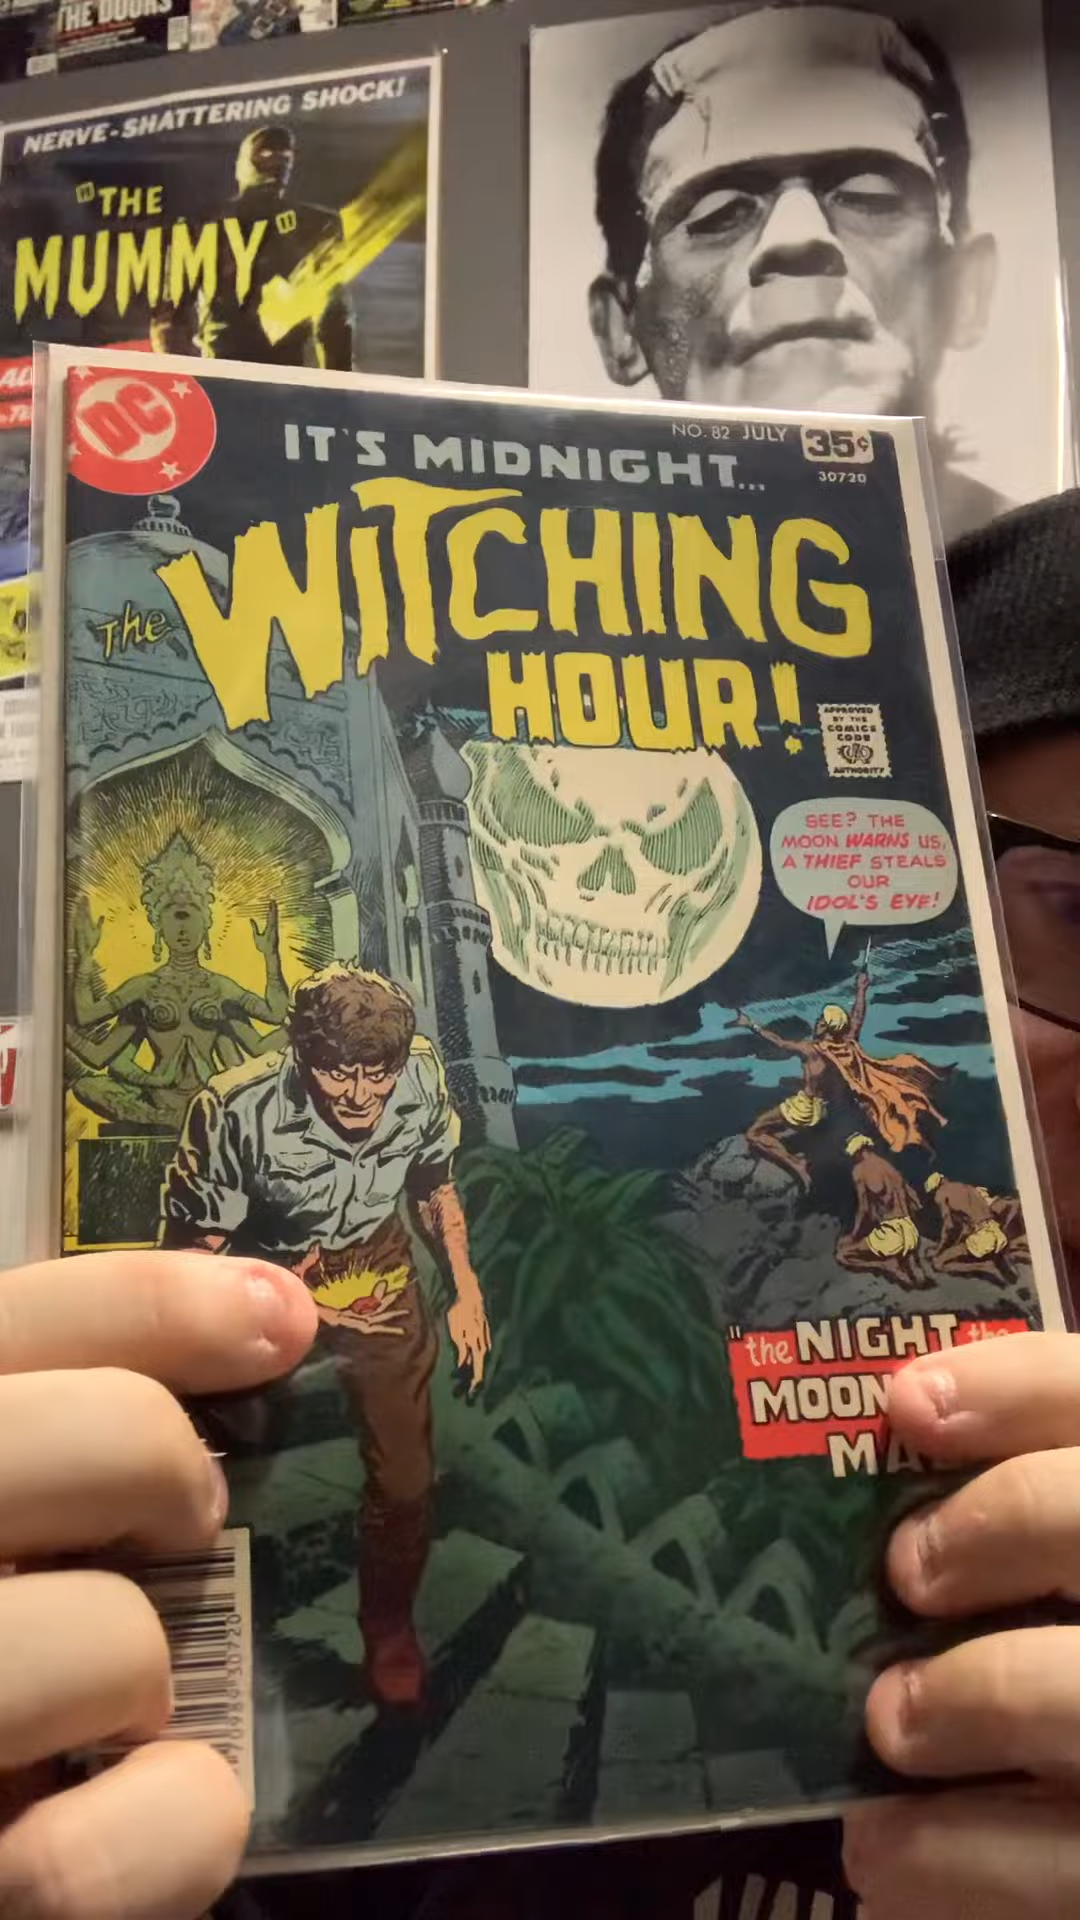 THE DOORS
NERVE-SHATTERING SHOCK!
"THE
MUMMY"
DC
NO. 82 JULY 35¢
30720
IT'S MIDNIGHT...
The WITCHING
HOUR!
APPROVED
BY THE
COMICS
CODE
AUTHORITY
SEE? THE
MOON WARNS US,
A THIEF STEALS
OUR
IDOL'S EYE!
"the NIGHT the
MOON
MA